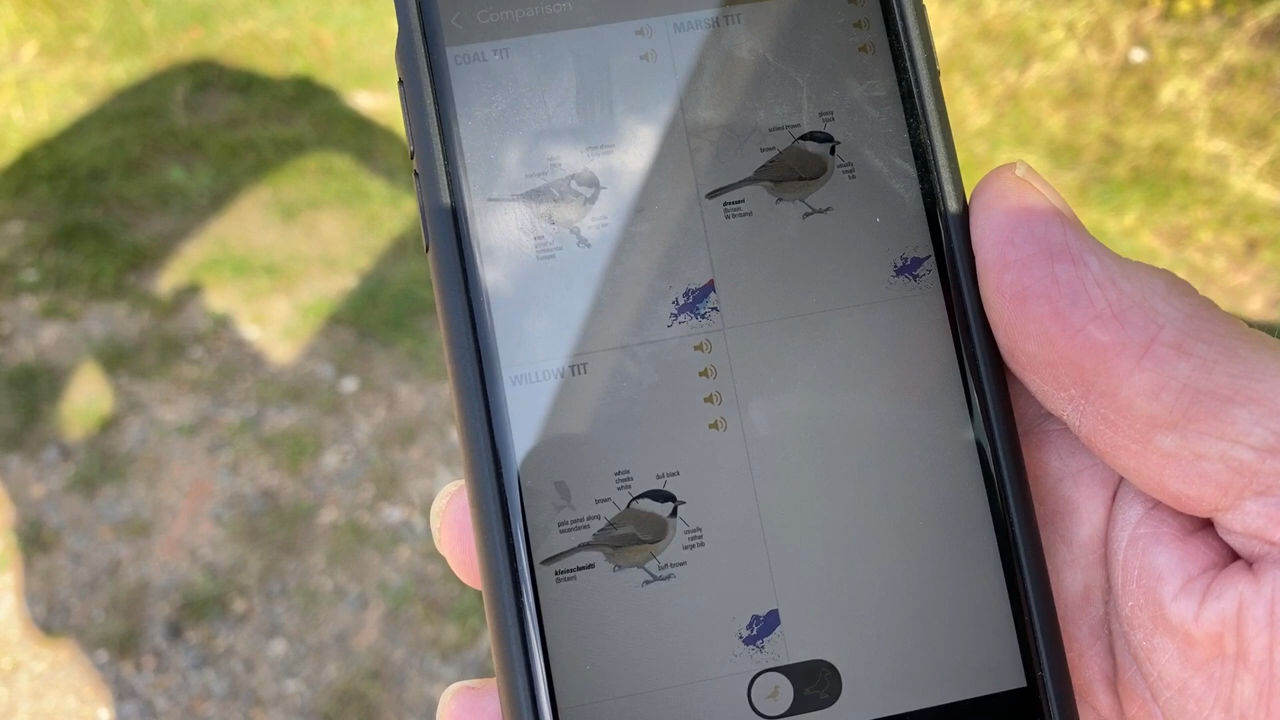 Comparison
COAL TIT
MARSH TIT
glossy
black
sullied brown
brown
usually
small
bib
dresseri
(Britain,
W Brittany)
WILLOW TIT
whole
cheeks
white
dull black
brown
pale panel along
secondaries
usually
rather
large bib
buff-brown
kleinschmidti
(Britain)